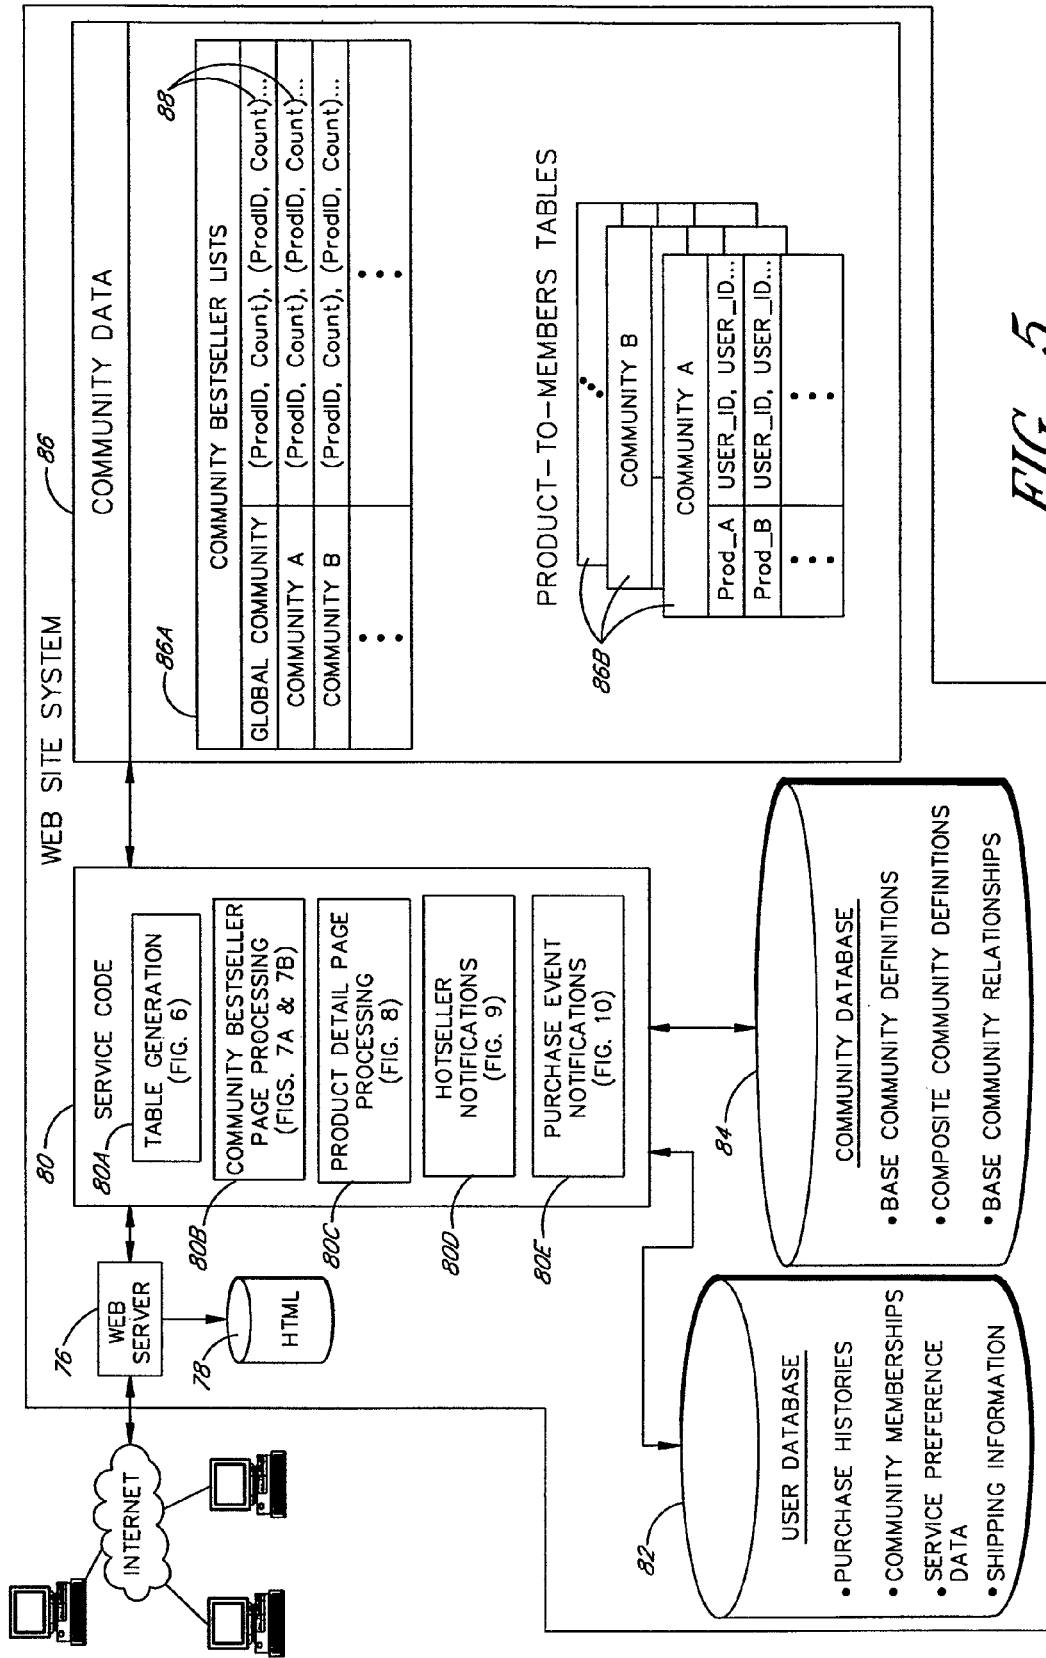 WEB SITE SYSTEM
INTERNET
76
WEB
SERVER
78
HTML
80
SERVICE CODE
80A
TABLE GENERATION
(FIG. 6)
80B
COMMUNITY BESTSELLER
PAGE PROCESSING
(FIGS. 7A & 7B)
80C
PRODUCT DETAIL PAGE
PROCESSING
(FIG. 8)
80D
HOTSELLER
NOTIFICATIONS
(FIG. 9)
80E
PURCHASE EVENT
NOTIFICATIONS
(FIG. 10)
86
COMMUNITY DATA
86A
88
COMMUNITY BESTSELLER LISTS
GLOBAL COMMUNITY (ProdID, Count), (ProdID, Count)...
COMMUNITY A (ProdID, Count), (ProdID, Count)...
COMMUNITY B (ProdID, Count), (ProdID, Count)...
PRODUCT-TO-MEMBERS TABLES
86B
COMMUNITY B
COMMUNITY A
Prod_A USER_ID, USER_ID...
Prod_B USER_ID, USER_ID...
82
USER DATABASE
• PURCHASE HISTORIES
• COMMUNITY MEMBERSHIPS
• SERVICE PREFERENCE
DATA
• SHIPPING INFORMATION
84
COMMUNITY DATABASE
• BASE COMMUNITY DEFINITIONS
• COMPOSITE COMMUNITY DEFINITIONS
• BASE COMMUNITY RELATIONSHIPS
FIG. 5